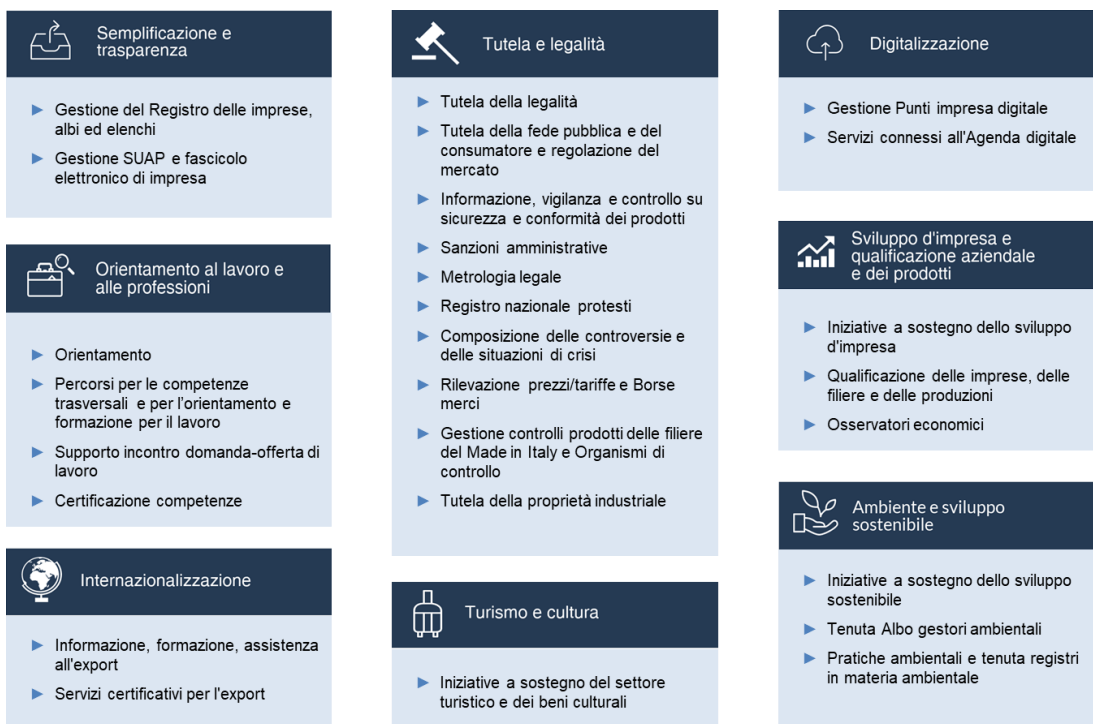 Semplificazione e
trasparenza
Gestione del Registro delle imprese,
albi ed elenchi
Gestione SUAP e fascicolo
elettronico di impresa
Orientamento al lavoro e
alle professioni
Orientamento
Percorsi per le competenze
trasversali e per l'orientamento e
formazione per il lavoro
Supporto incontro domanda-offerta di
lavoro
Certificazione competenze
Internazionalizzazione
Informazione, formazione, assistenza
all'export
Servizi certificativi per l'export
Tutela e legalità
Tutela della legalità
Tutela della fede pubblica e del
consumatore e regolazione del
mercato
Informazione, vigilanza e controllo su
sicurezza e conformità dei prodotti
Sanzioni amministrative
Metrologia legale
Registro nazionale protesti
Composizione delle controversie e
delle situazioni di crisi
Rilevazione prezzi/tariffe e Borse
merci
Gestione controlli prodotti delle filiere
del Made in Italy e Organismi di
controllo
Tutela della proprietà industriale
Turismo e cultura
Iniziative a sostegno del settore
turistico e dei beni culturali
Digitalizzazione
Gestione Punti impresa digitale
Servizi connessi all'Agenda digitale
Sviluppo d'impresa e
qualificazione aziendale
e dei prodotti
Iniziative a sostegno dello sviluppo
d'impresa
Qualificazione delle imprese, delle
filiere e delle produzioni
Osservatori economici
Ambiente e sviluppo
sostenibile
Iniziative a sostegno dello sviluppo
sostenibile
Tenuta Albo gestori ambientali
Pratiche ambientali e tenuta registri
in materia ambientale